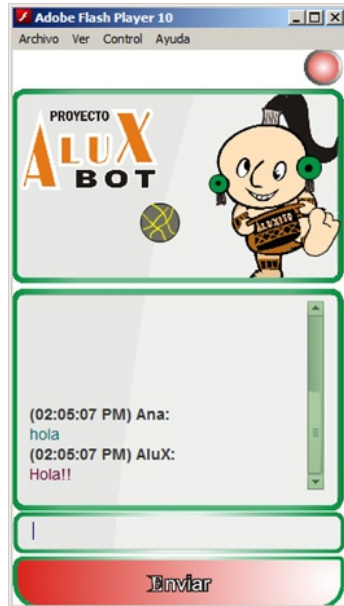 Adobe Flash Player 10
Archivo Ver Control Ayuda
PROYECTO
ALUX
BOT
ALUXITO
(02:05:07 PM) Ana:
hola
(02:05:07 PM) AluX:
Hola!!
Enviar